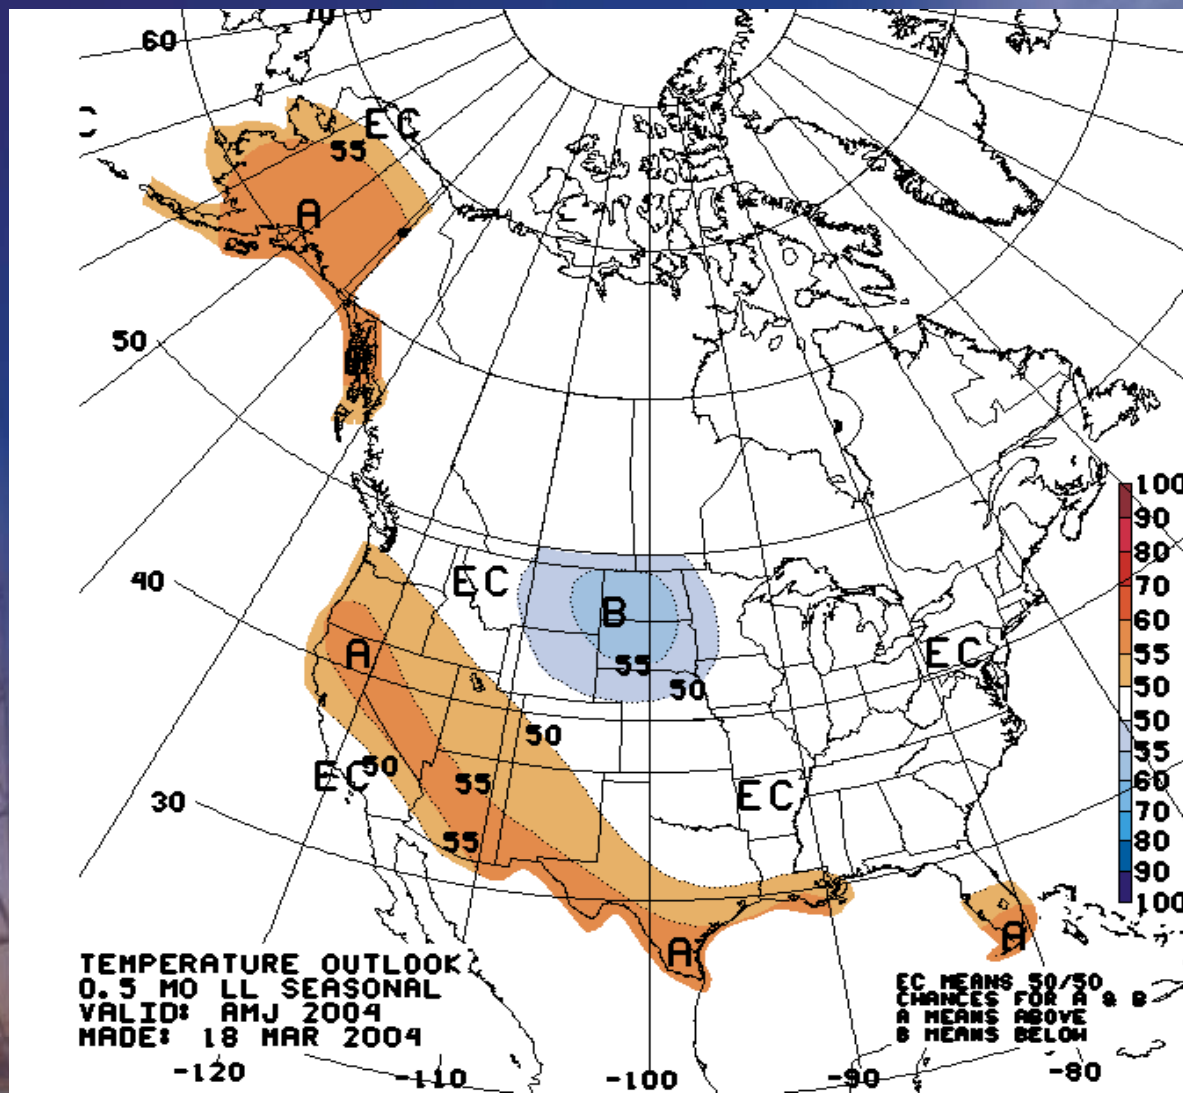 70
60
EC
C
55
A
50
100
90
80
70
60
55
50
50
55
60
70
80
90
100
40
EC
B
A
55
EC
50
50
EC
50
55
EC
30
55
A
A
TEMPERATURE OUTLOOK
0.5 MO LL SEASONAL
VALID: AMJ 2004
MADE: 18 MAR 2004
EC MEANS 50/50
CHANCES FOR A & B
A MEANS ABOVE
B MEANS BELOW
-120
-110
-100
-90
-80